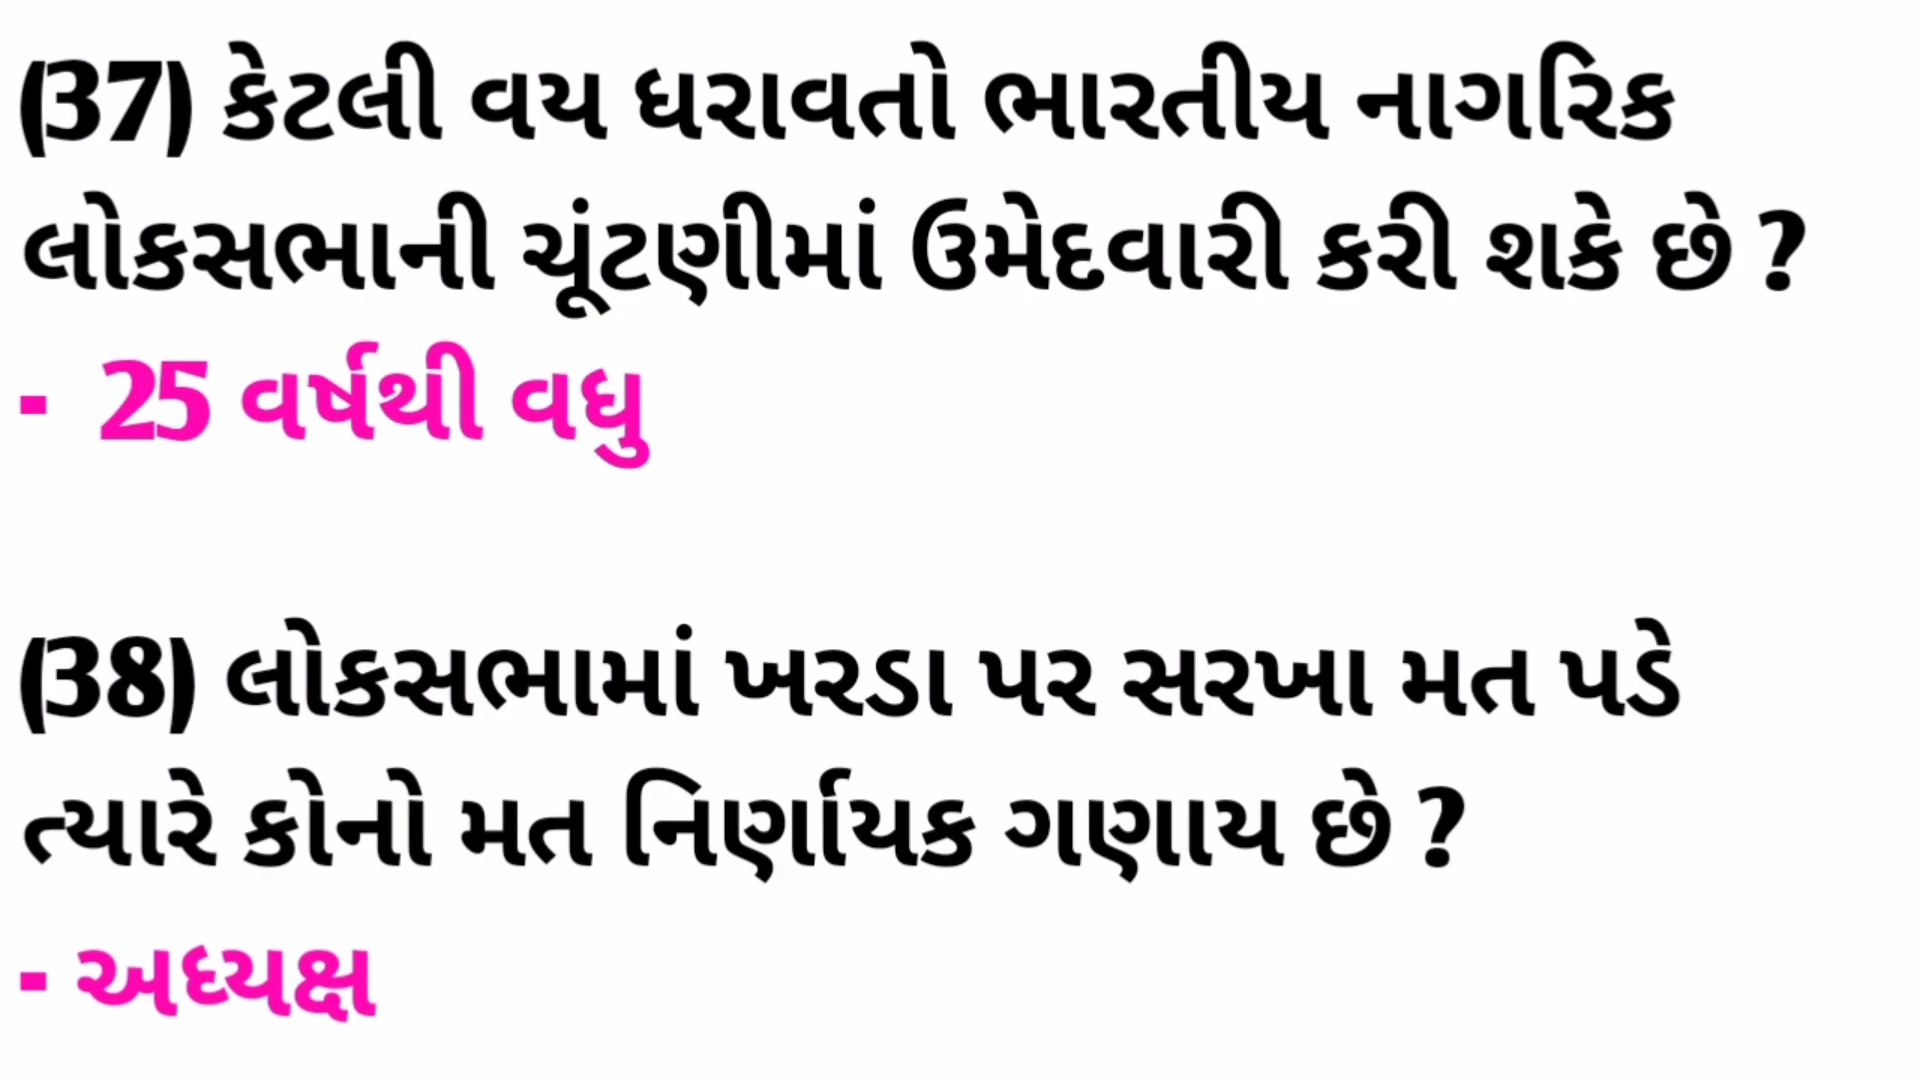 (37) કેટલી વય ધરાવતો ભારતીય નાગરિક
લોકસભાની ચૂંટણીમાં ઉમેદવારી કરી શકે છે ?
- 25 વર્ષથી વધુ
(38) લોકસભામાં ખરડા પર સરખા મત પડે
ત્યારે કોનો મત નિર્ણાયક ગણાય છે ?
- અધ્યક્ષ